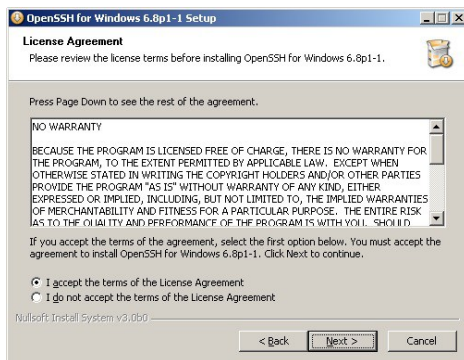 OpenSSH for Windows 6.8p1-1 Setup
License Agreement
Please review the license terms before installing OpenSSH for Windows 6.8p1-1.
Press Page Down to see the rest of the agreement.
NO WARRANTY
BECAUSE THE PROGRAM IS LICENSED FREE OF CHARGE, THERE IS NO WARRANTY FOR
THE PROGRAM, TO THE EXTENT PERMITTED BY APPLICABLE LAW. EXCEPT WHEN
OTHERWISE STATED IN WRITING THE COPYRIGHT HOLDERS AND/OR OTHER PARTIES
PROVIDE THE PROGRAM "AS IS" WITHOUT WARRANTY OF ANY KIND, EITHER
EXPRESSED OR IMPLIED, INCLUDING, BUT NOT LIMITED TO, THE IMPLIED WARRANTIES
OF MERCHANTABILITY AND FITNESS FOR A PARTICULAR PURPOSE. THE ENTIRE RISK
AS TO THE QUALITY AND PERFORMANCE OF THE PROGRAM IS WITH YOU. SHOULD
If you accept the terms of the agreement, select the first option below. You must accept the
agreement to install OpenSSH for Windows 6.8p1-1. Click Next to continue.
I accept the terms of the License Agreement
I do not accept the terms of the License Agreement
Nullsoft Install System v3.0b0
< Back
Next >
Cancel